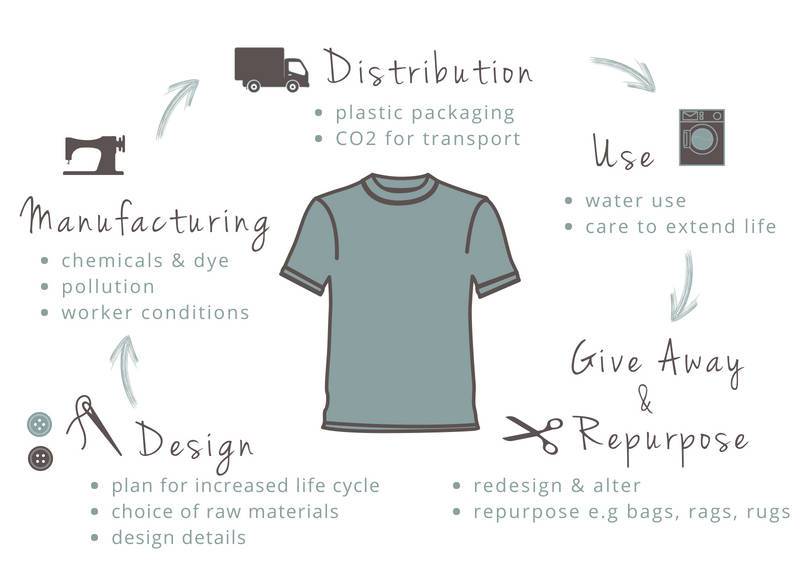 Distribution
• plastic packaging
• CO2 for transport
Use
• water use
• care to extend life
Manufacturing
• chemicals & dye
• pollution
• worker conditions
Give Away
&
Repurpose
• redesign & alter
• repurpose e.g bags, rags, rugs
Design
• plan for increased life cycle
• choice of raw materials
• design details